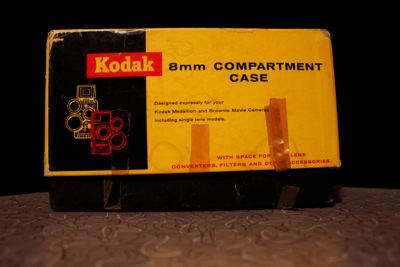 Kodak
8mm COMPARTMENT
CASE
Designed expressly for your
Kodak Medallion and Brownie Movie Cameras
including single lens models.
WITH SPACE FOR LENS
CONVERTERS, FILTERS AND ACCESSORIES